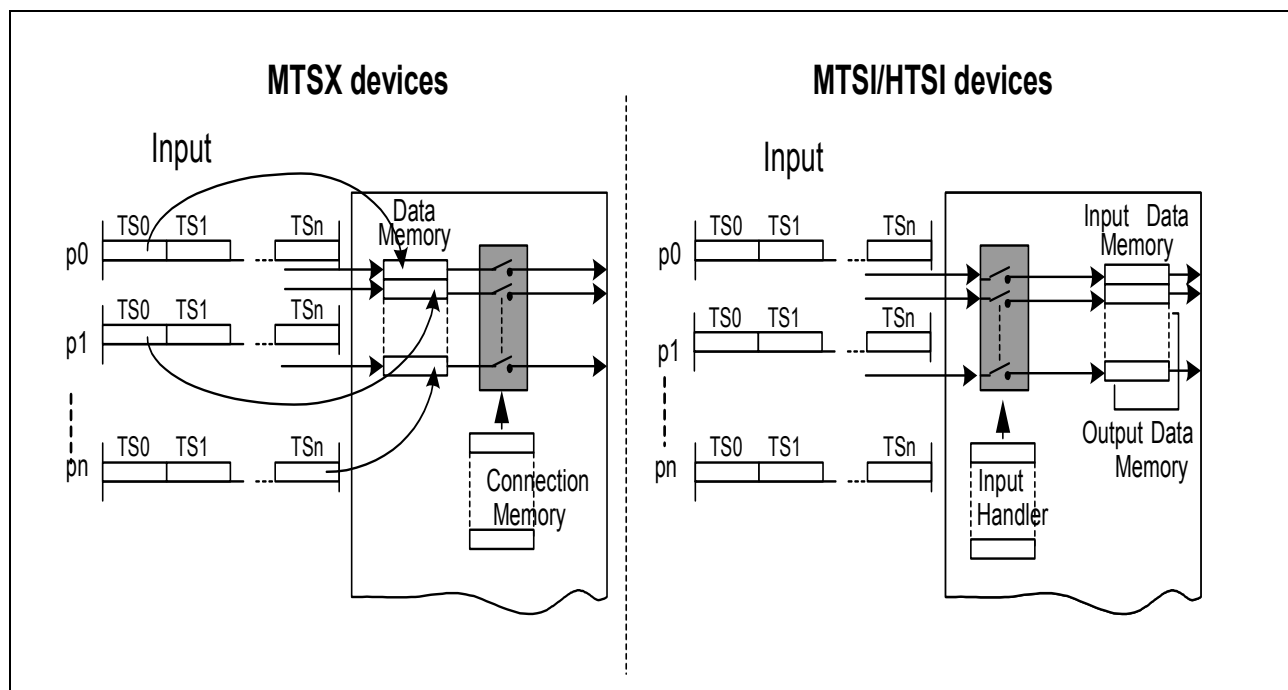 MTSX devices
Input
TS0 TS1 TSn
p0
Data
Memory
TS0 TS1 TSn
p1
TS0 TS1 TSn
pn
Connection
Memory
MTSI/HTSI devices
Input
TS0 TS1 TSn
p0
Input Data
Memory
TS0 TS1 TSn
p1
TS0 TS1 TSn
pn
Output Data
Memory
Input
Handler